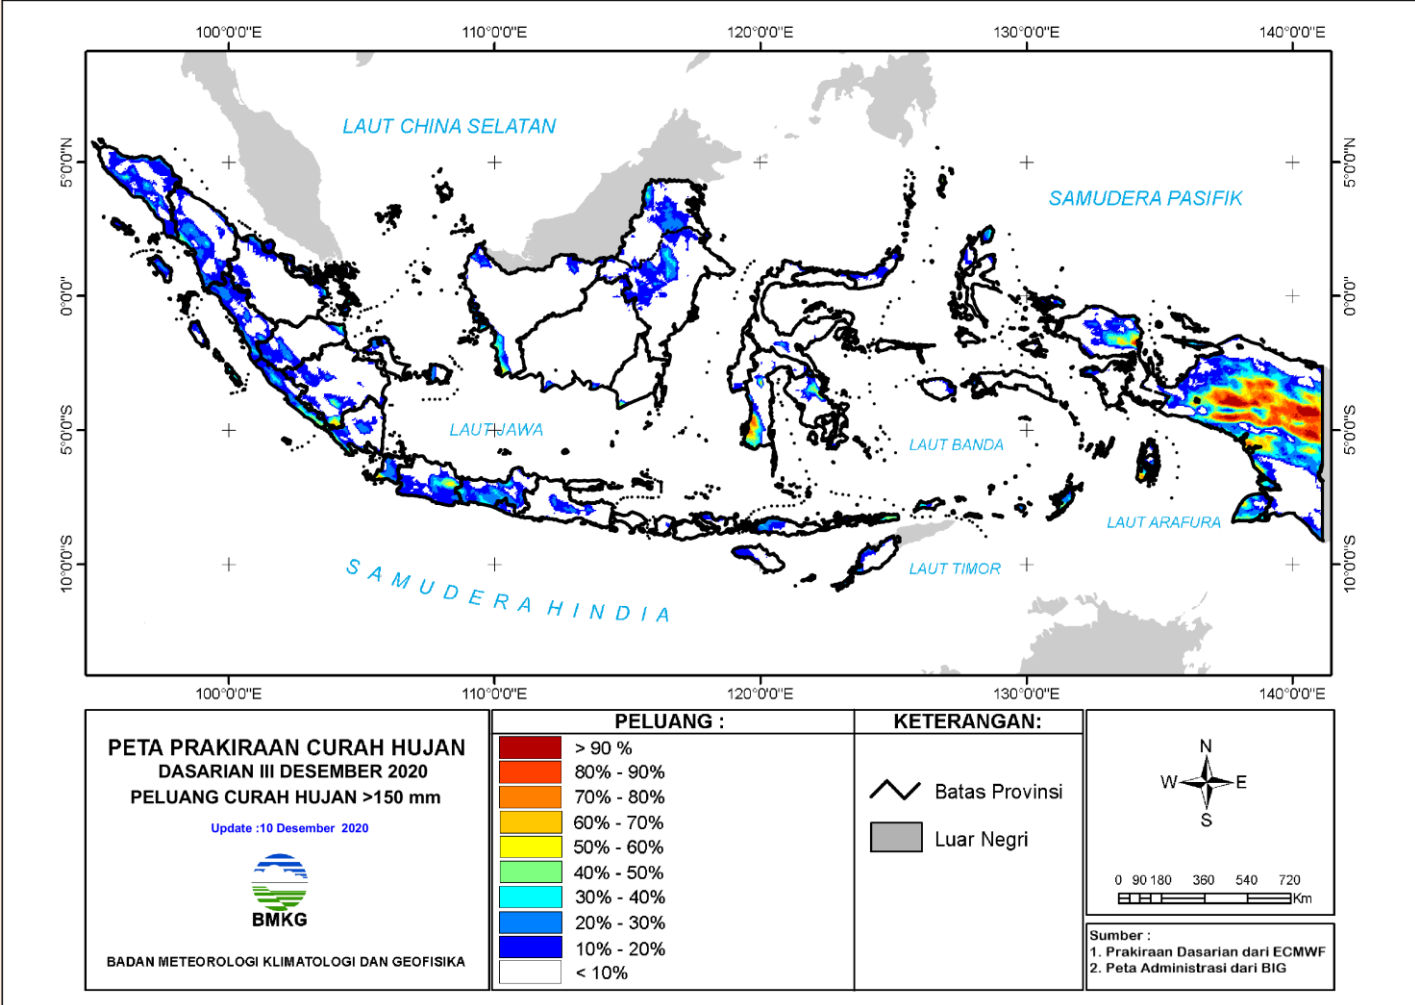 100°0'0"E 110°0'0"E 120°0'0"E 130°0'0"E 140°0'0"E
5°0'0"N 5°0'0"N
LAUT CHINA SELATAN
SAMUDERA PASIFIK
0°0'0" 0°0'0"
LAUT JAWA
5°0'0"S 5°0'0"S
LAUT BANDA
LAUT ARAFURA
LAUT TIMOR
10°0'0"S 10°0'0"S
SAMUDERA HINDIA
100°0'0"E 110°0'0"E 120°0'0"E 130°0'0"E 140°0'0"E
PETA PRAKIRAAN CURAH HUJAN
DASARIAN III DESEMBER 2020
PELUANG CURAH HUJAN >150 mm
Update :10 Desember 2020
BMKG
BADAN METEOROLOGI KLIMATOLOGI DAN GEOFISIKA
PELUANG :
> 90 %
80% - 90%
70% - 80%
60% - 70%
50% - 60%
40% - 50%
30% - 40%
20% - 30%
10% - 20%
< 10%
KETERANGAN:
Batas Provinsi
Luar Negri
N
W E
S
0 90 180 360 540 720
Km
Sumber :
1. Prakiraan Dasarian dari ECMWF
2. Peta Administrasi dari BIG